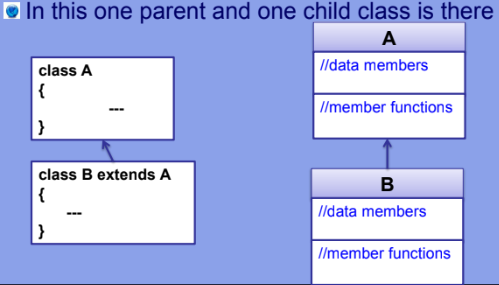 In this one parent and one child class is there
class A
{
---
}
class B extends A
{
---
}
A
//data members
//member functions
B
//data members
//member functions